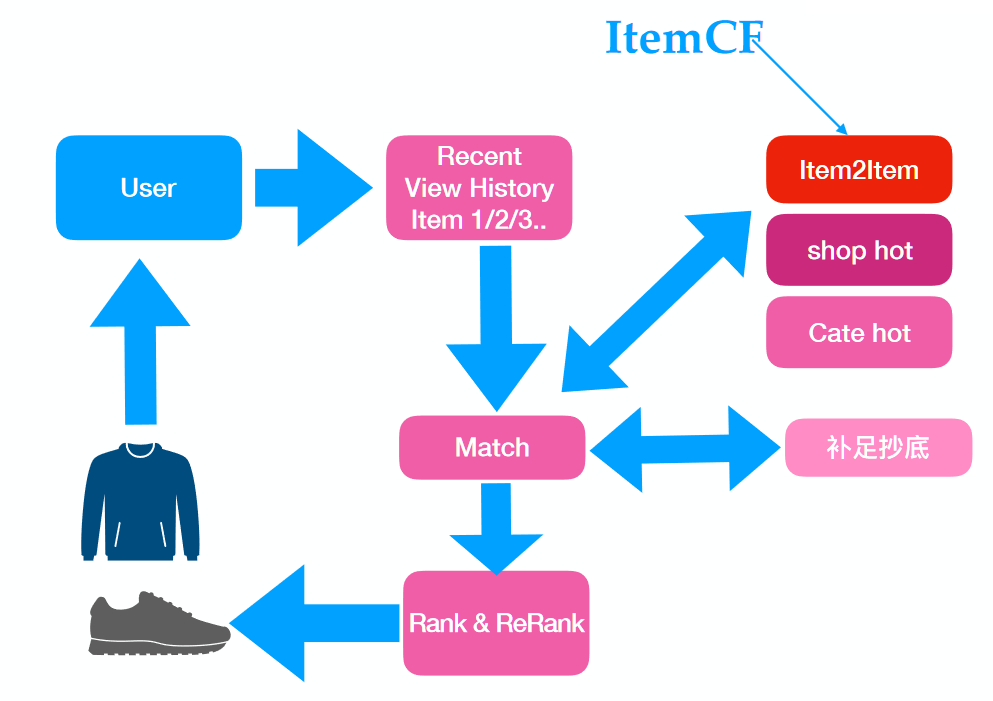 ItemCF
User
Recent
View History
Item 1/2/3..
Item2Item
shop hot
Cate hot
Match
补足抄底
Rank & ReRank